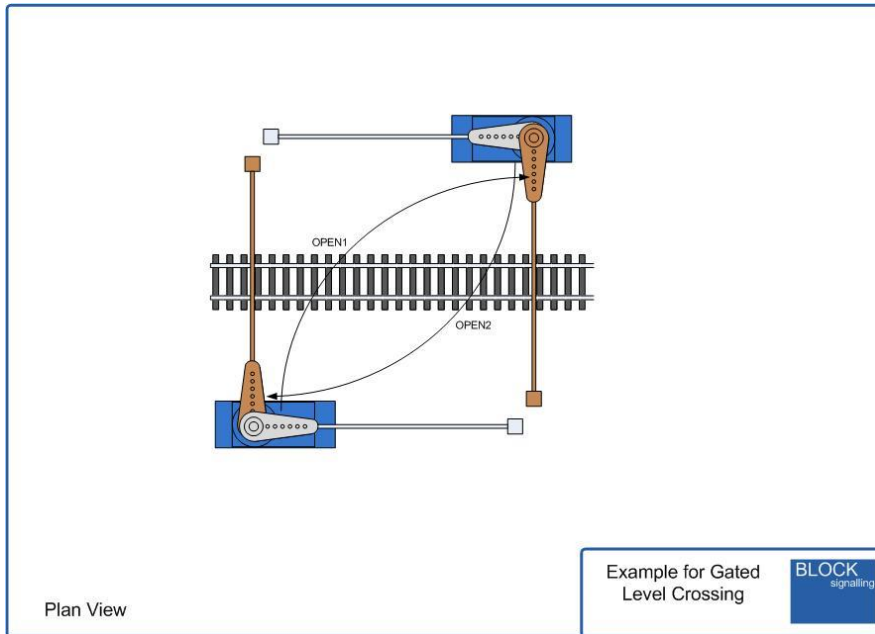 OPEN1
OPEN2
Plan View
Example for Gated
Level Crossing
BLOCK
signalling